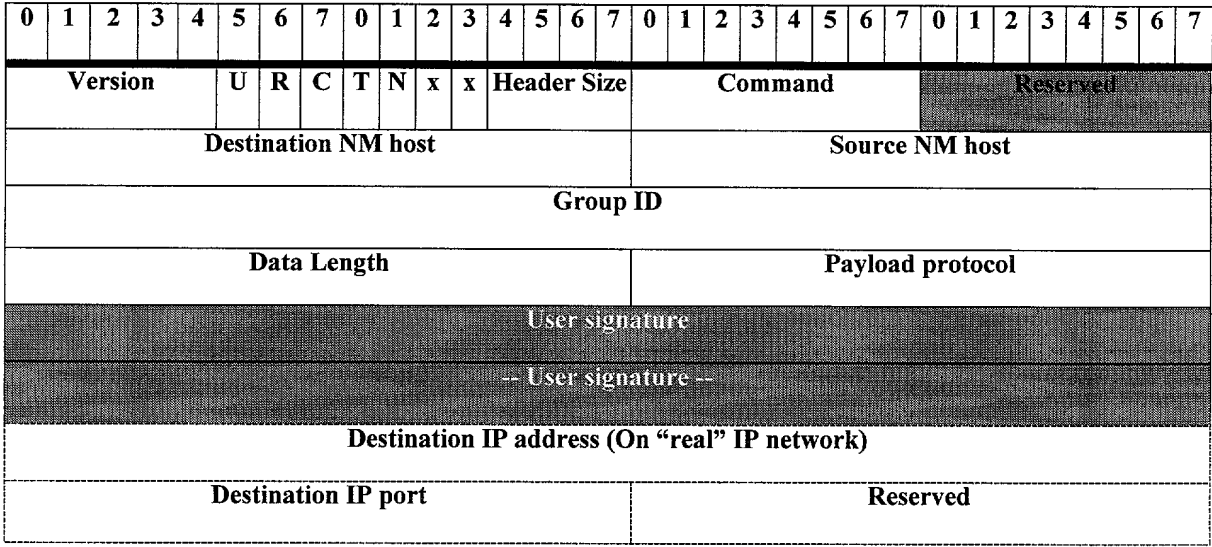 0 1 2 3 4 5 6 7 0 1 2 3 4 5 6 7 0 1 2 3 4 5 6 7 0 1 2 3 4 5 6 7
Version U R C T N x x Header Size Command Reserved
Destination NM host Source NM host
Group ID
Data Length Payload protocol
User signature
-- User signature --
Destination IP address (On “real” IP network)
Destination IP port Reserved